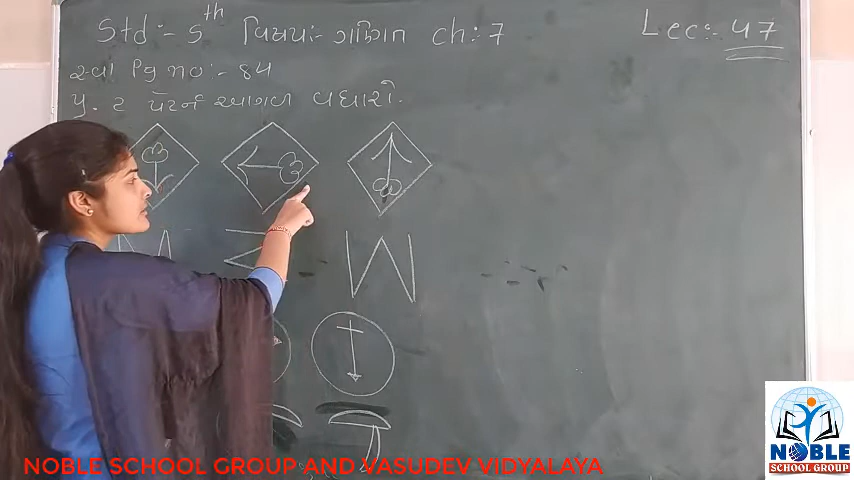 Std:- 5th વિષય:- ગણિત ch: 7
Lec:- 47
સ્વા Pg no:- 84
પ્ર. 2 પેટર્ન આગળ વધારો.
NOBLE SCHOOL GROUP AND VASUDEV VIDYALAYA
NOBLE
SCHOOL GROUP